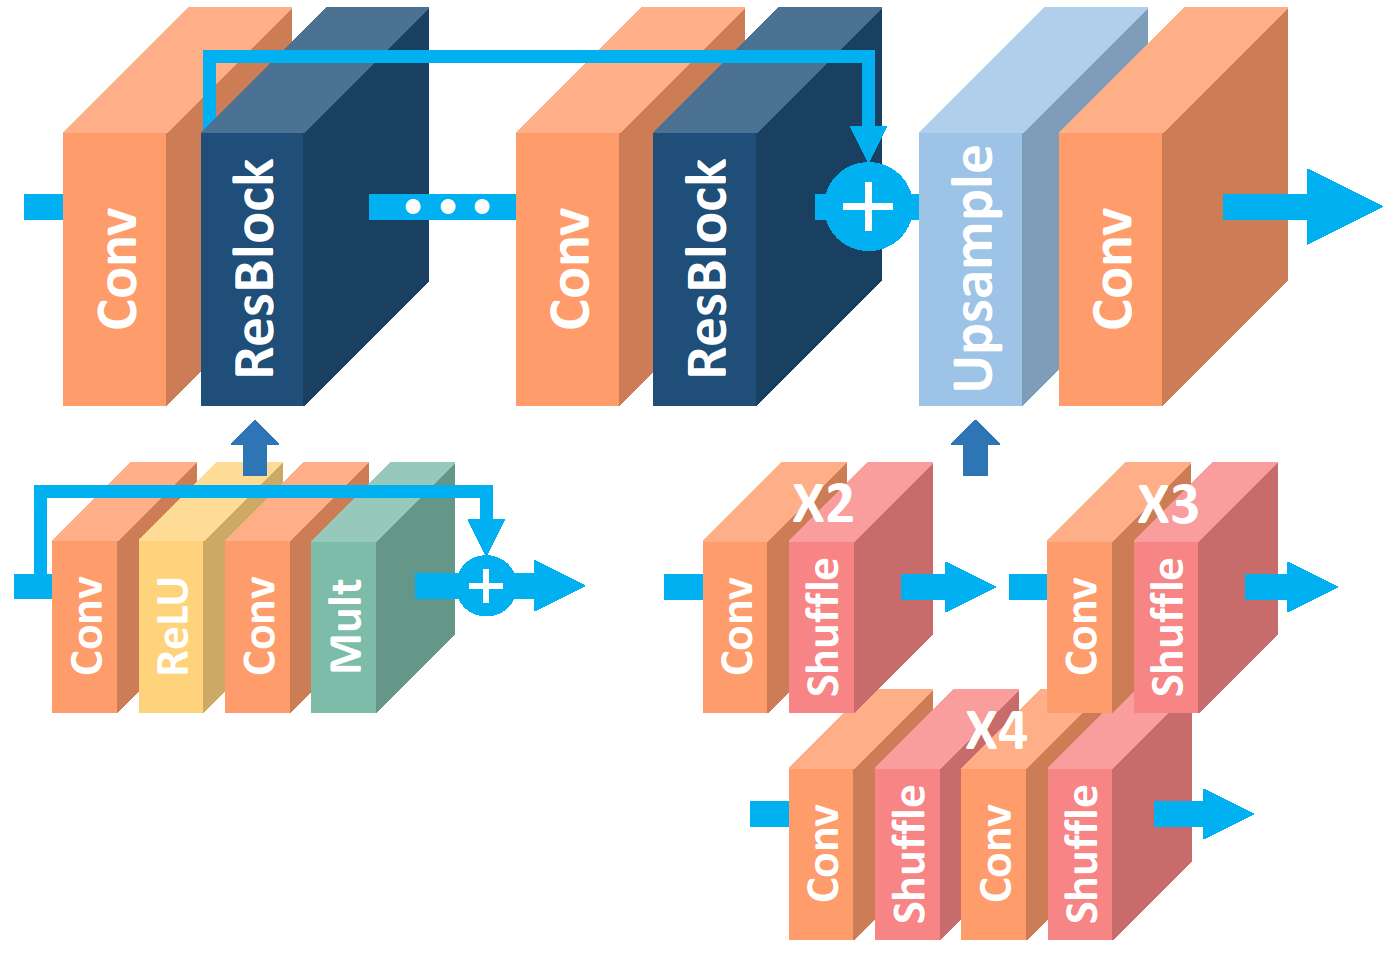 Conv
ResBlock
Conv
ResBlock
Upsample
Conv
Conv
ReLU
Conv
Mult
X2
Conv
Shuffle
X3
Conv
Shuffle
X4
Conv
Shuffle
Conv
Shuffle